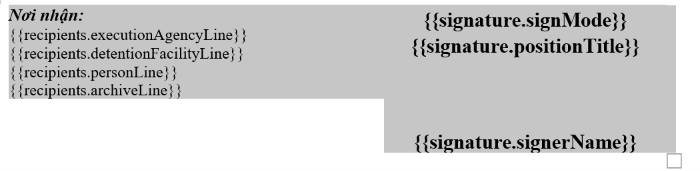 Nơi nhận:
{{recipients.executionAgencyLine}}
{{recipients.detentionFacilityLine}}
{{recipients.personLine}}
{{recipients.archiveLine}}
{{signature.signMode}}
{{signature.positionTitle}}
{{signature.signerName}}